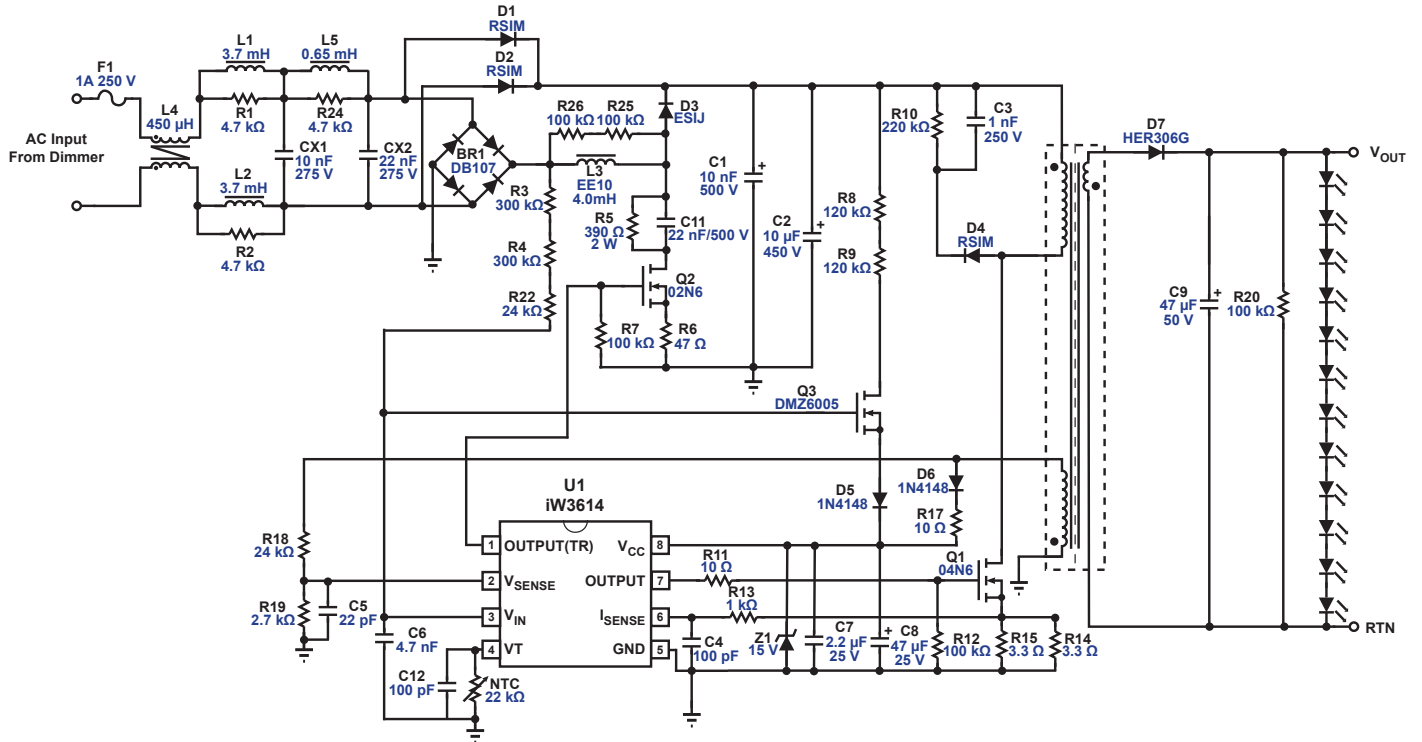 F1
1A 250 V
L4
450 µH
AC Input
From Dimmer
L1
3.7 mH
R1
4.7 kΩ
L5
0.65 mH
R24
4.7 kΩ
CX1
10 nF
275 V
CX2
22 nF
275 V
L2
3.7 mH
R2
4.7 kΩ
D1
RSIM
D2
RSIM
BR1
DB107
R26
100 kΩ
R25
100 kΩ
D3
ESIJ
L3
EE10
4.0mH
R3
300 kΩ
R4
300 kΩ
R22
24 kΩ
R5
390 Ω
2 W
C11
22 nF/500 V
Q2
02N6
R7
100 kΩ
R6
47 Ω
C1
10 nF
500 V
+
C2
10 µF
450 V
+
R8
120 kΩ
R9
120 kΩ
R10
220 kΩ
C3
1 nF
250 V
D4
RSIM
D7
HER306G
VOUT
C9
47 µF
50 V
+
R20
100 kΩ
RTN
Q3
DMZ6005
D5
1N4148
D6
1N4148
R17
10 Ω
U1
iW3614
1 OUTPUT(TR)
VCC 8
2 VSENSE
OUTPUT 7
3 VIN
ISENSE 6
4 VT
GND 5
R18
24 kΩ
R19
2.7 kΩ
C5
22 pF
C6
4.7 nF
C12
100 pF
NTC
22 kΩ
R11
10 Ω
R13
1 kΩ
C4
100 pF
Z1
15 V
C7
2.2 µF
25 V
C8
47 µF
25 V
+
Q1
04N6
R12
100 kΩ
R15
3.3 Ω
R14
3.3 Ω